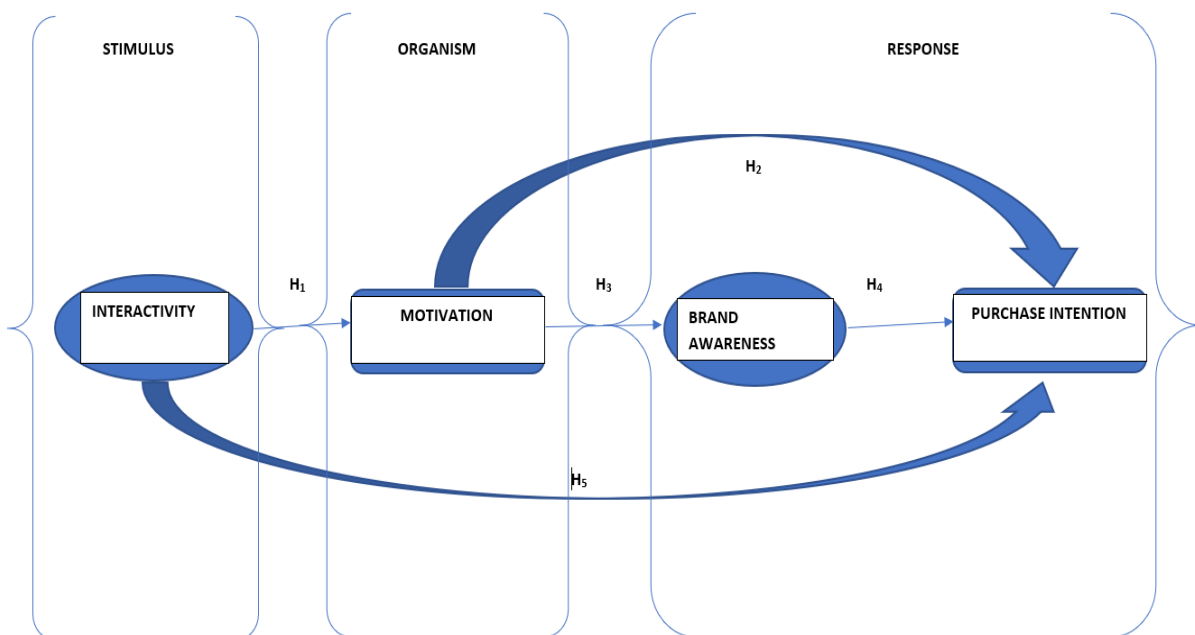 STIMULUS
ORGANISM
RESPONSE
H₂
H₁
H₃
H₄
INTERACTIVITY
MOTIVATION
BRAND
AWARENESS
PURCHASE INTENTION
H₅